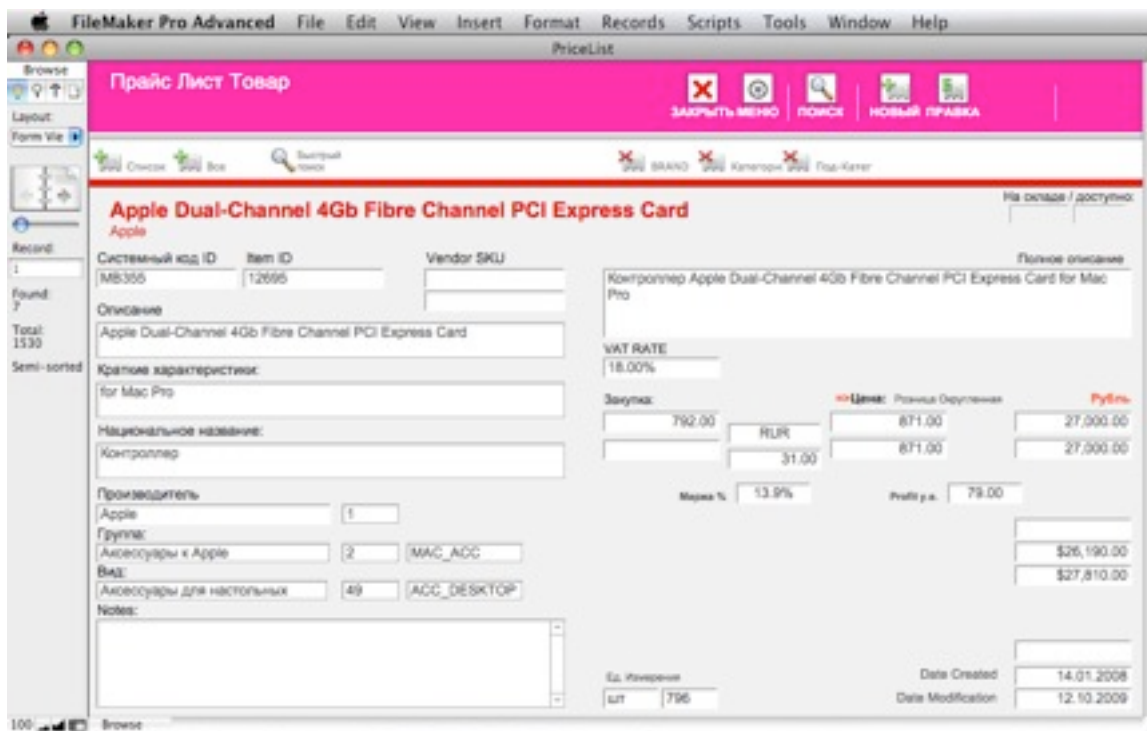 FileMaker Pro Advanced File Edit View Insert Format Records Scripts Tools Window Help
PriceList
Browse
Layout:
Form Vie
Record:
1
Found:
7
Total:
1530
Semi-sorted
Прайс Лист Товар
ЗАКРЫТЬ МЕНЮ ПОИСК НОВЫЙ ПРАВКА
Список Все Быстрый поиск BRAND Категори Под-Катег
Apple Dual-Channel 4Gb Fibre Channel PCI Express Card
Apple
На складе / доступно:
Системный код ID Item ID Vendor SKU
MB355 12695
Полное описание
Контроллер Apple Dual-Channel 4Gb Fibre Channel PCI Express Card for Mac
Pro
Описание
Apple Dual-Channel 4Gb Fibre Channel PCI Express Card
VAT RATE
18.00%
Краткие характеристики:
for Mac Pro
Закупка: =>Цена: Розница Округленная Рубль
792.00 871.00 27,000.00
RUR
871.00 27,000.00
31.00
Национальное название:
Контроллер
Маржа % 13.9% Profit у.е. 79.00
Производитель
Apple 1
Группа:
Аксессуары к Apple 2 MAC_ACC
$26,190.00
Вид:
$27,810.00
Аксессуары для настольных 49 ACC_DESKTOP
Notes:
Ед. Измерения
шт 796
Date Created 14.01.2008
Date Modification 12.10.2009
100 Browse